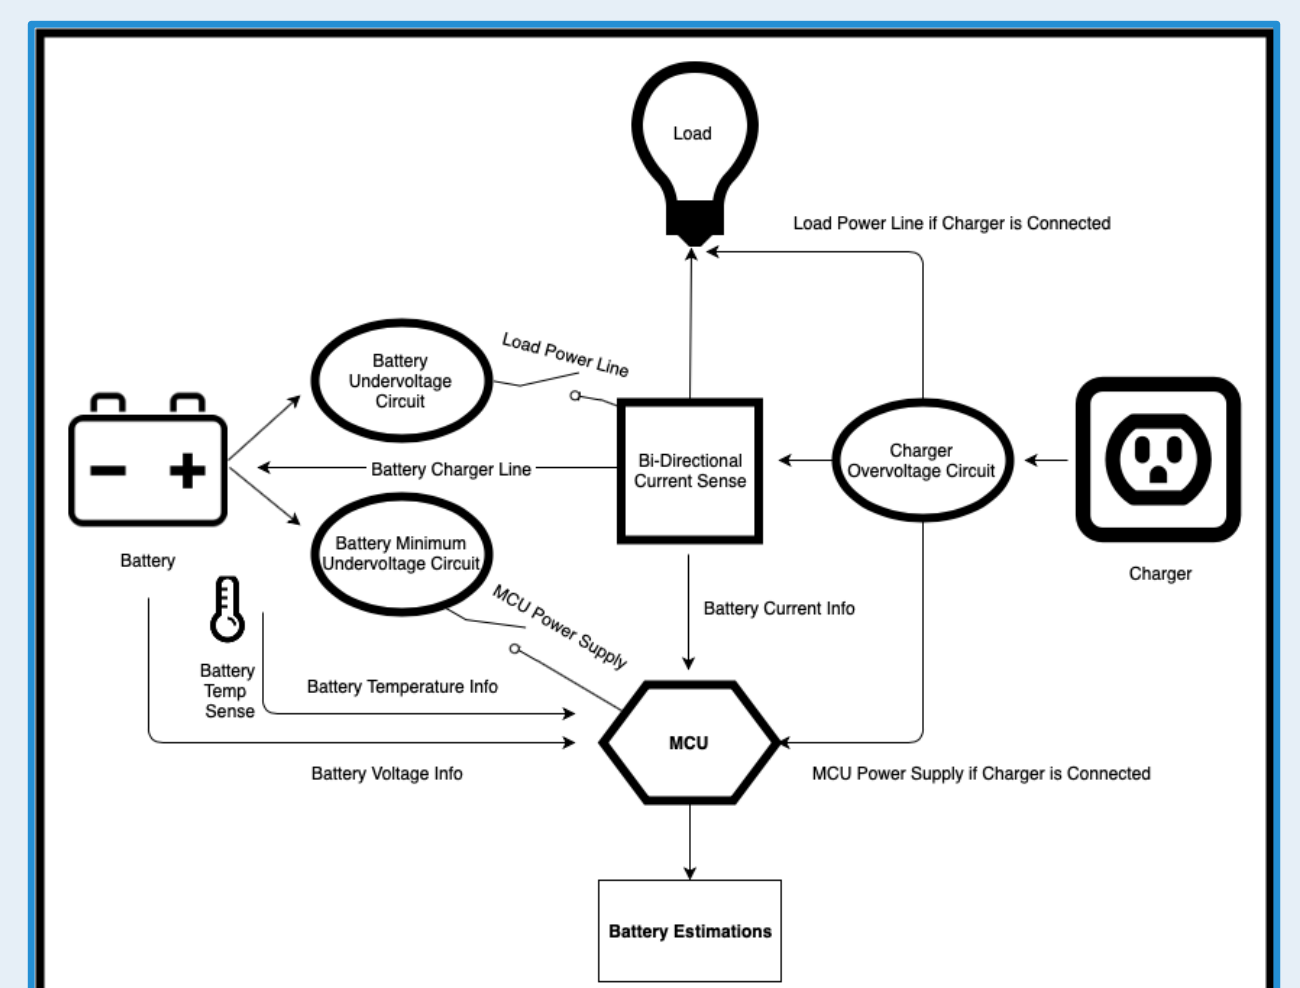 Load
Load Power Line if Charger is Connected
Load Power Line
Battery
Undervoltage
Circuit
Battery Charger Line
Bi-Directional
Current Sense
Charger
Overvoltage Circuit
Charger
Battery
Battery Minimum
Undervoltage Circuit
MCU Power Supply
Battery Current Info
Battery
Temp
Sense
Battery Temperature Info
MCU
Battery Voltage Info
MCU Power Supply if Charger is Connected
Battery Estimations